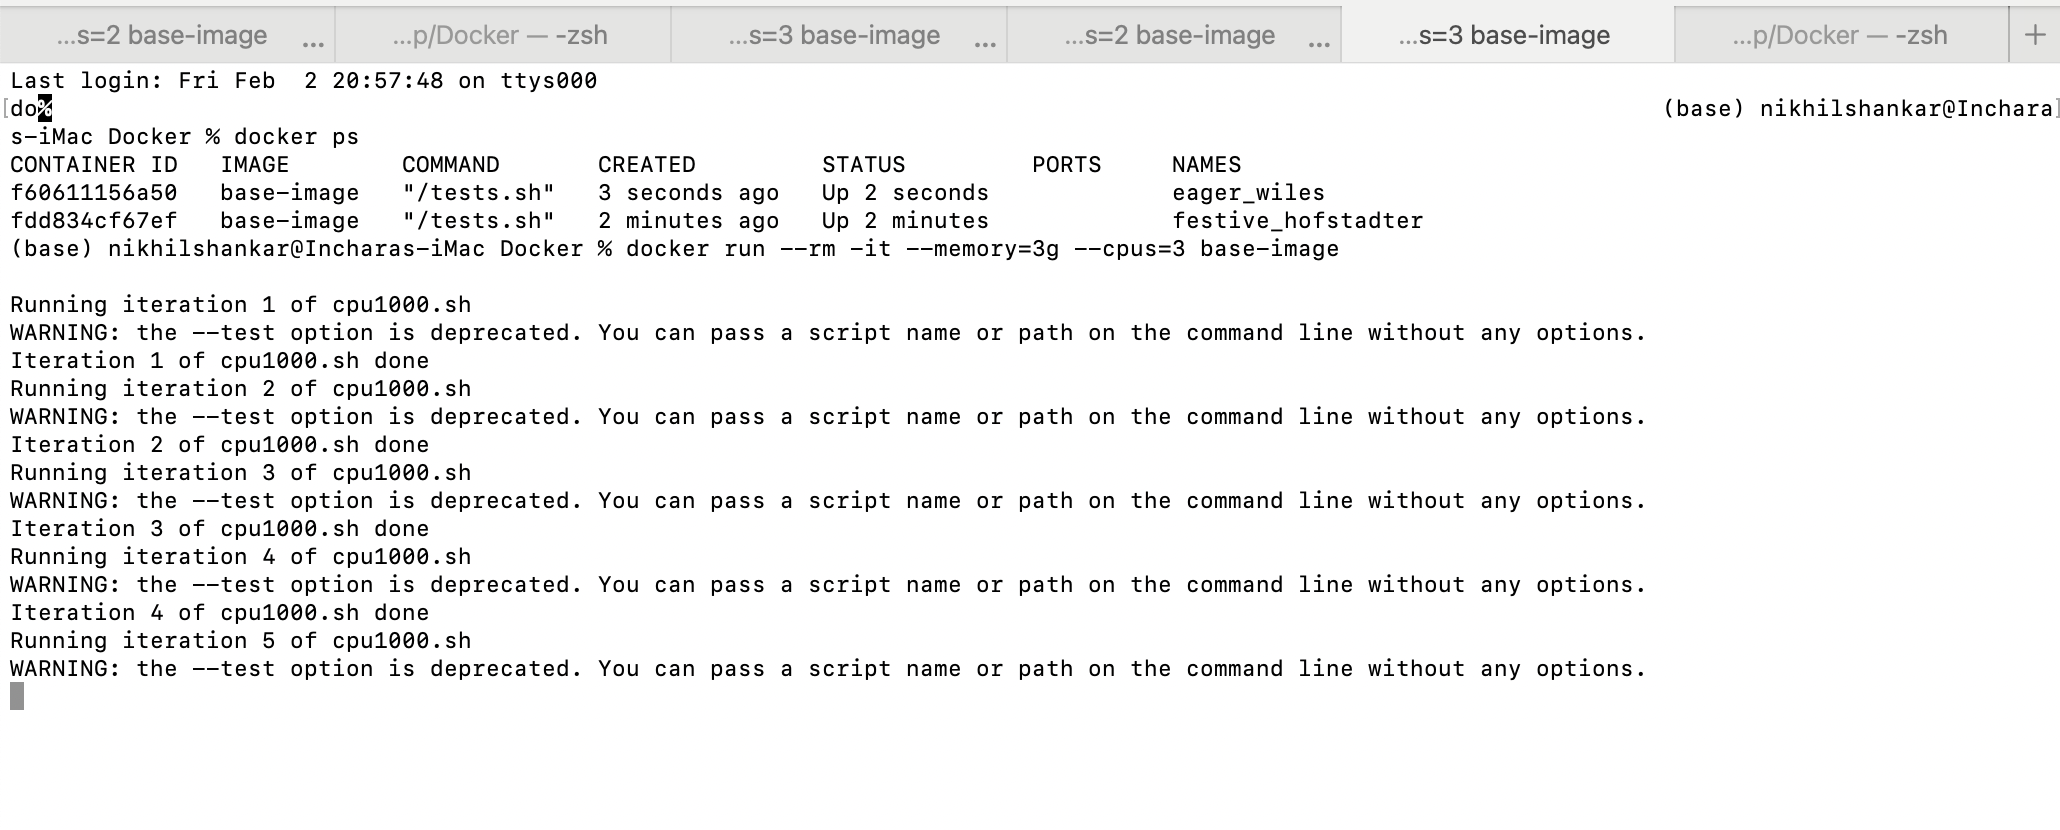 ...s=2 base-image ... ...p/Docker — -zsh ...s=3 base-image ... ...s=2 base-image ... ...s=3 base-image ...p/Docker — -zsh +
Last login: Fri Feb  2 20:57:48 on ttys000
[do% (base) nikhilshankar@Inchara]
s-iMac Docker % docker ps
CONTAINER ID   IMAGE        COMMAND       CREATED         STATUS         PORTS     NAMES
f60611156a50   base-image   "/tests.sh"   3 seconds ago   Up 2 seconds             eager_wiles
fdd834cf67ef   base-image   "/tests.sh"   2 minutes ago   Up 2 minutes             festive_hofstadter
(base) nikhilshankar@Incharas-iMac Docker % docker run --rm -it --memory=3g --cpus=3 base-image
Running iteration 1 of cpu1000.sh
WARNING: the --test option is deprecated. You can pass a script name or path on the command line without any options.
Iteration 1 of cpu1000.sh done
Running iteration 2 of cpu1000.sh
WARNING: the --test option is deprecated. You can pass a script name or path on the command line without any options.
Iteration 2 of cpu1000.sh done
Running iteration 3 of cpu1000.sh
WARNING: the --test option is deprecated. You can pass a script name or path on the command line without any options.
Iteration 3 of cpu1000.sh done
Running iteration 4 of cpu1000.sh
WARNING: the --test option is deprecated. You can pass a script name or path on the command line without any options.
Iteration 4 of cpu1000.sh done
Running iteration 5 of cpu1000.sh
WARNING: the --test option is deprecated. You can pass a script name or path on the command line without any options.